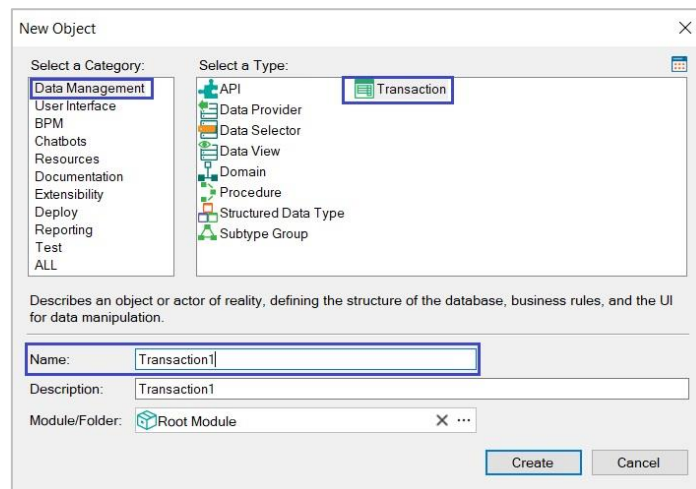 New Object
Select a Category:
Data Management
User Interface
BPM
Chatbots
Resources
Documentation
Extensibility
Deploy
Reporting
Test
ALL
Select a Type:
API
Data Provider
Data Selector
Data View
Domain
Procedure
Structured Data Type
Subtype Group
Transaction
Describes an object or actor of reality, defining the structure of the database, business rules, and the UI
for data manipulation.
Name: Transaction1
Description: Transaction1
Module/Folder: Root Module
Create Cancel